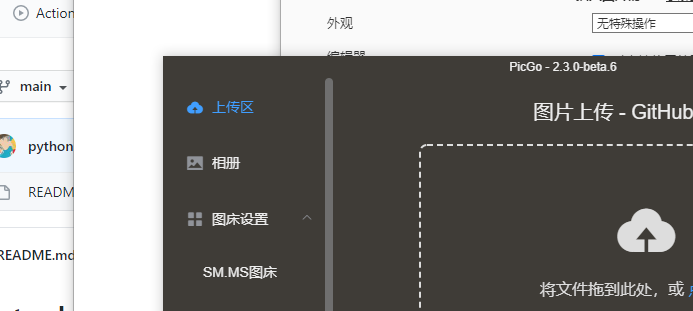 Action
外观
无特殊操作
编辑器
PicGo - 2.3.0-beta.6
main
上传区
图片上传 - GitHub
python
相册
READM
图床设置
README.md
SM.MS图床
将文件拖到此处，或